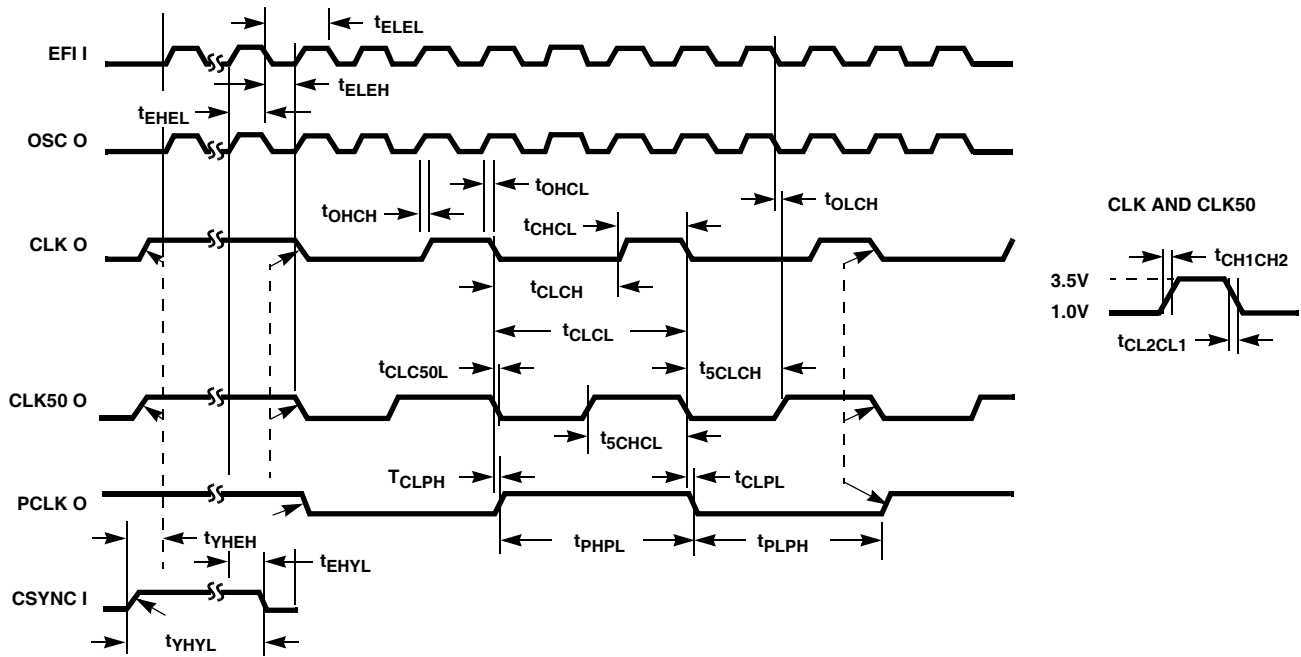 tELEL
EFI I
tELEH
tEHEL
OSC O
tOHCL
tOLCH
tOHCH
tCHCL
CLK AND CLK50
CLK O
tCH1CH2
3.5V
tCLCH
1.0V
tCLCL
tCL2CL1
tCLC50L
t5CLCH
CLK50 O
t5CHCL
TCLPH
tCLPL
PCLK O
tYHEH
tPHPL
tPLPH
tEHYL
CSYNC I
tYHYL